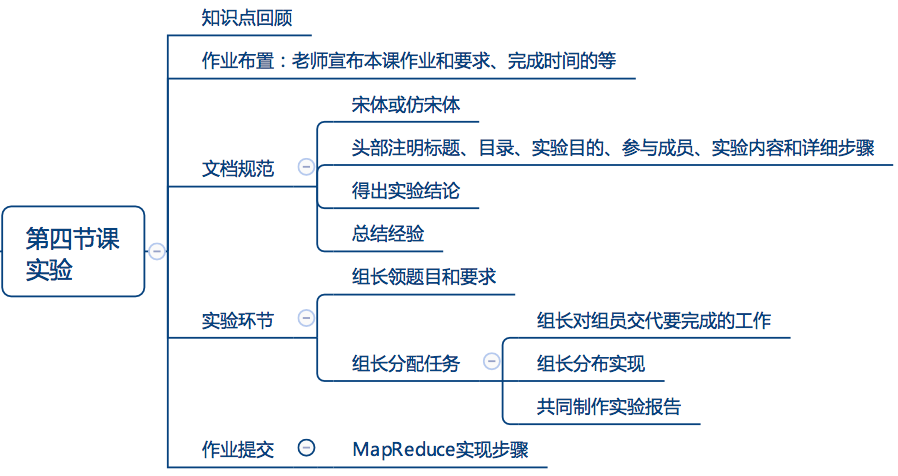 第四节课
实验
知识点回顾
作业布置：老师宣布本课作业和要求、完成时间的等
文档规范
宋体或仿宋体
头部注明标题、目录、实验目的、参与成员、实验内容和详细步骤
得出实验结论
总结经验
实验环节
组长领题目和要求
组长分配任务
组长对组员交代要完成的工作
组长分布实现
共同制作实验报告
作业提交
MapReduce实现步骤